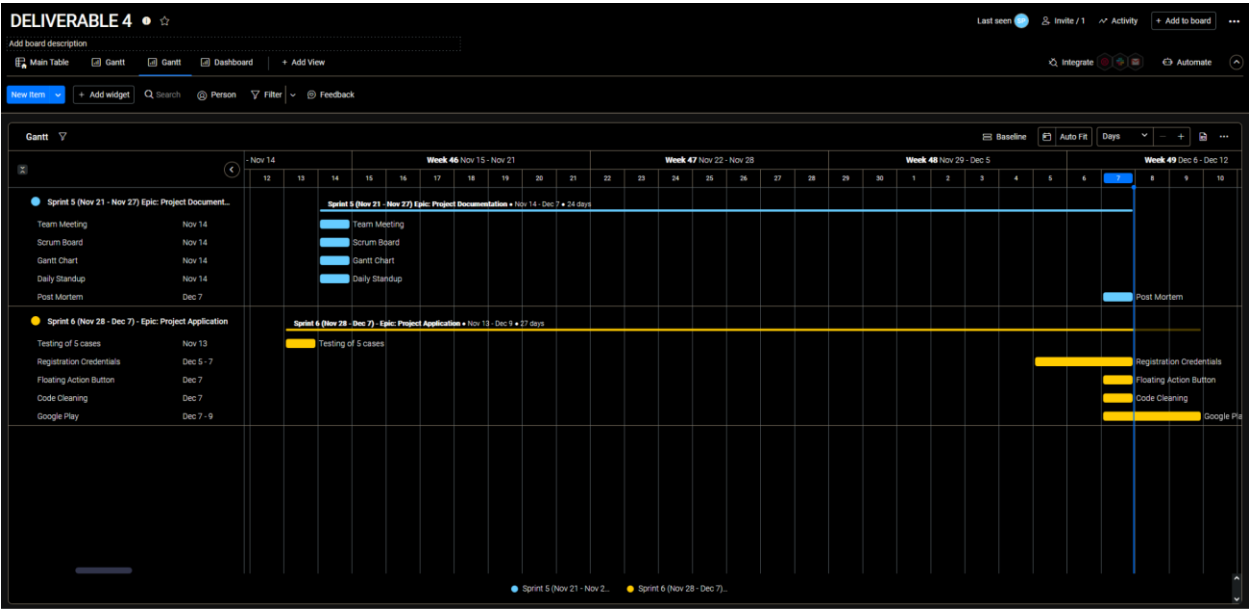 DELIVERABLE 4
Last seen
Invite / 1
Activity
+ Add to board
Add board description
Main Table
Gantt
Gantt
Dashboard
+ Add View
Integrate
Automate
New Item
+ Add widget
Search
Person
Filter
Feedback
Gantt
Baseline
Auto Fit
Days
- Nov 14
Week 46 Nov 15 - Nov 21
Week 47 Nov 22 - Nov 28
Week 48 Nov 29 - Dec 5
Week 49 Dec 6 - Dec 12
12 13 14 15 16 17 18 19 20 21 22 23 24 25 26 27 28 29 30 1 2 3 4 5 6 7 8 9 10
Sprint 5 (Nov 21 - Nov 27) Epic: Project Document...
Sprint 5 (Nov 21 - Nov 27) Epic: Project Documentation • Nov 14 - Dec 7 • 24 days
Team Meeting Nov 14 Team Meeting
Scrum Board Nov 14 Scrum Board
Gantt Chart Nov 14 Gantt Chart
Daily Standup Nov 14 Daily Standup
Post Mortem Dec 7 Post Mortem
Sprint 6 (Nov 28 - Dec 7) - Epic: Project Application
Sprint 6 (Nov 28 - Dec 7) - Epic: Project Application • Nov 13 - Dec 9 • 27 days
Testing of 5 cases Nov 13 Testing of 5 cases
Registration Credentials Dec 5 - 7 Registration Credentials
Floating Action Button Dec 7 Floating Action Button
Code Cleaning Dec 7 Code Cleaning
Google Play Dec 7 - 9 Google Pla
Sprint 5 (Nov 21 - Nov 2...
Sprint 6 (Nov 28 - Dec 7)...